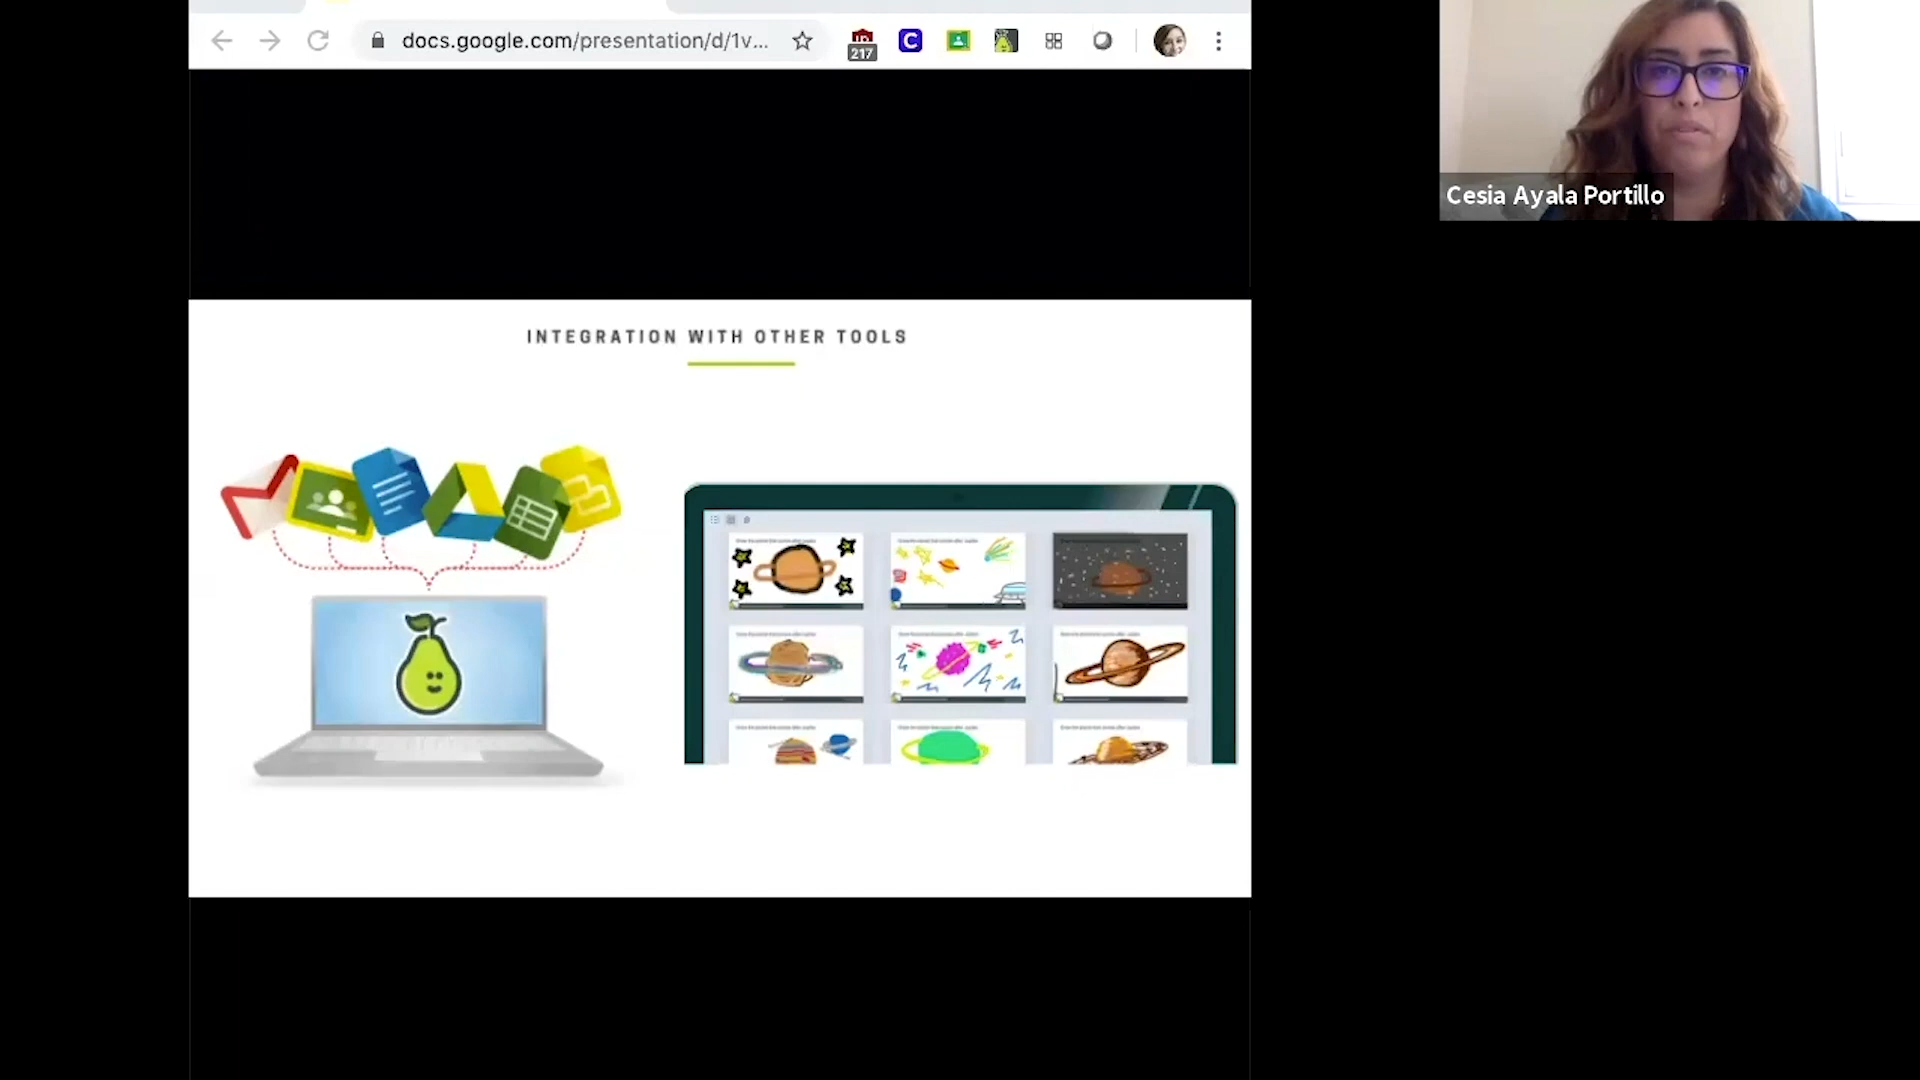 docs.google.com/presentation/d/1v...
217
C
Cesia Ayala Portillo
INTEGRATION WITH OTHER TOOLS